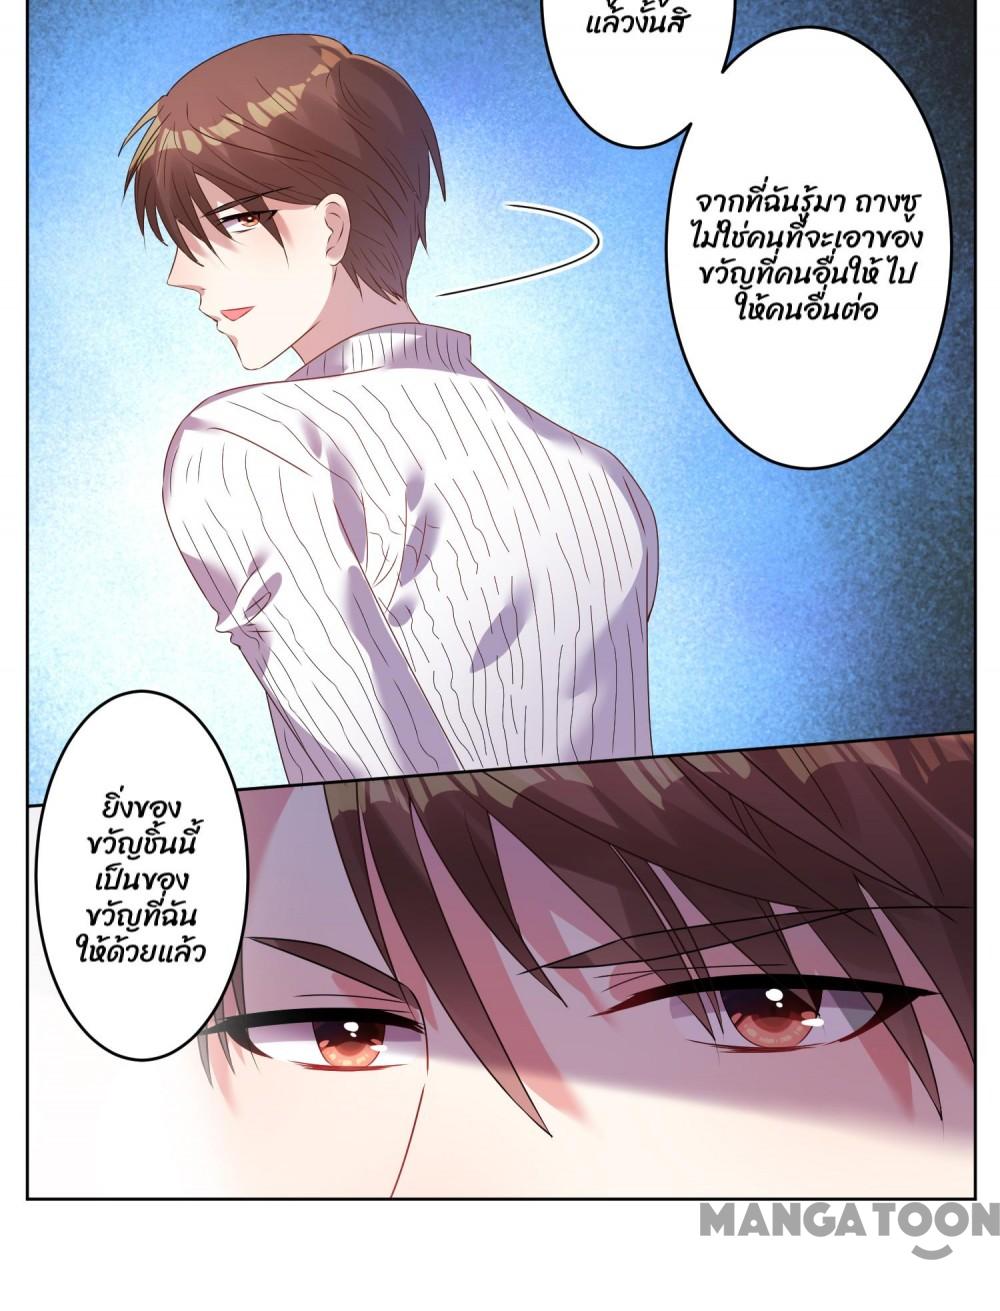 แล้วงั้นสิ
จากที่ฉันรู้มา ถางซู
ไม่ใช่คนที่จะเอาของ
ขวัญที่คนอื่นให้ ไป
ให้คนอื่นต่อ
ยิ่งของ
ขวัญชิ้นนี้
เป็นของ
ขวัญที่ฉัน
ให้ด้วยแล้ว
MANGATOON